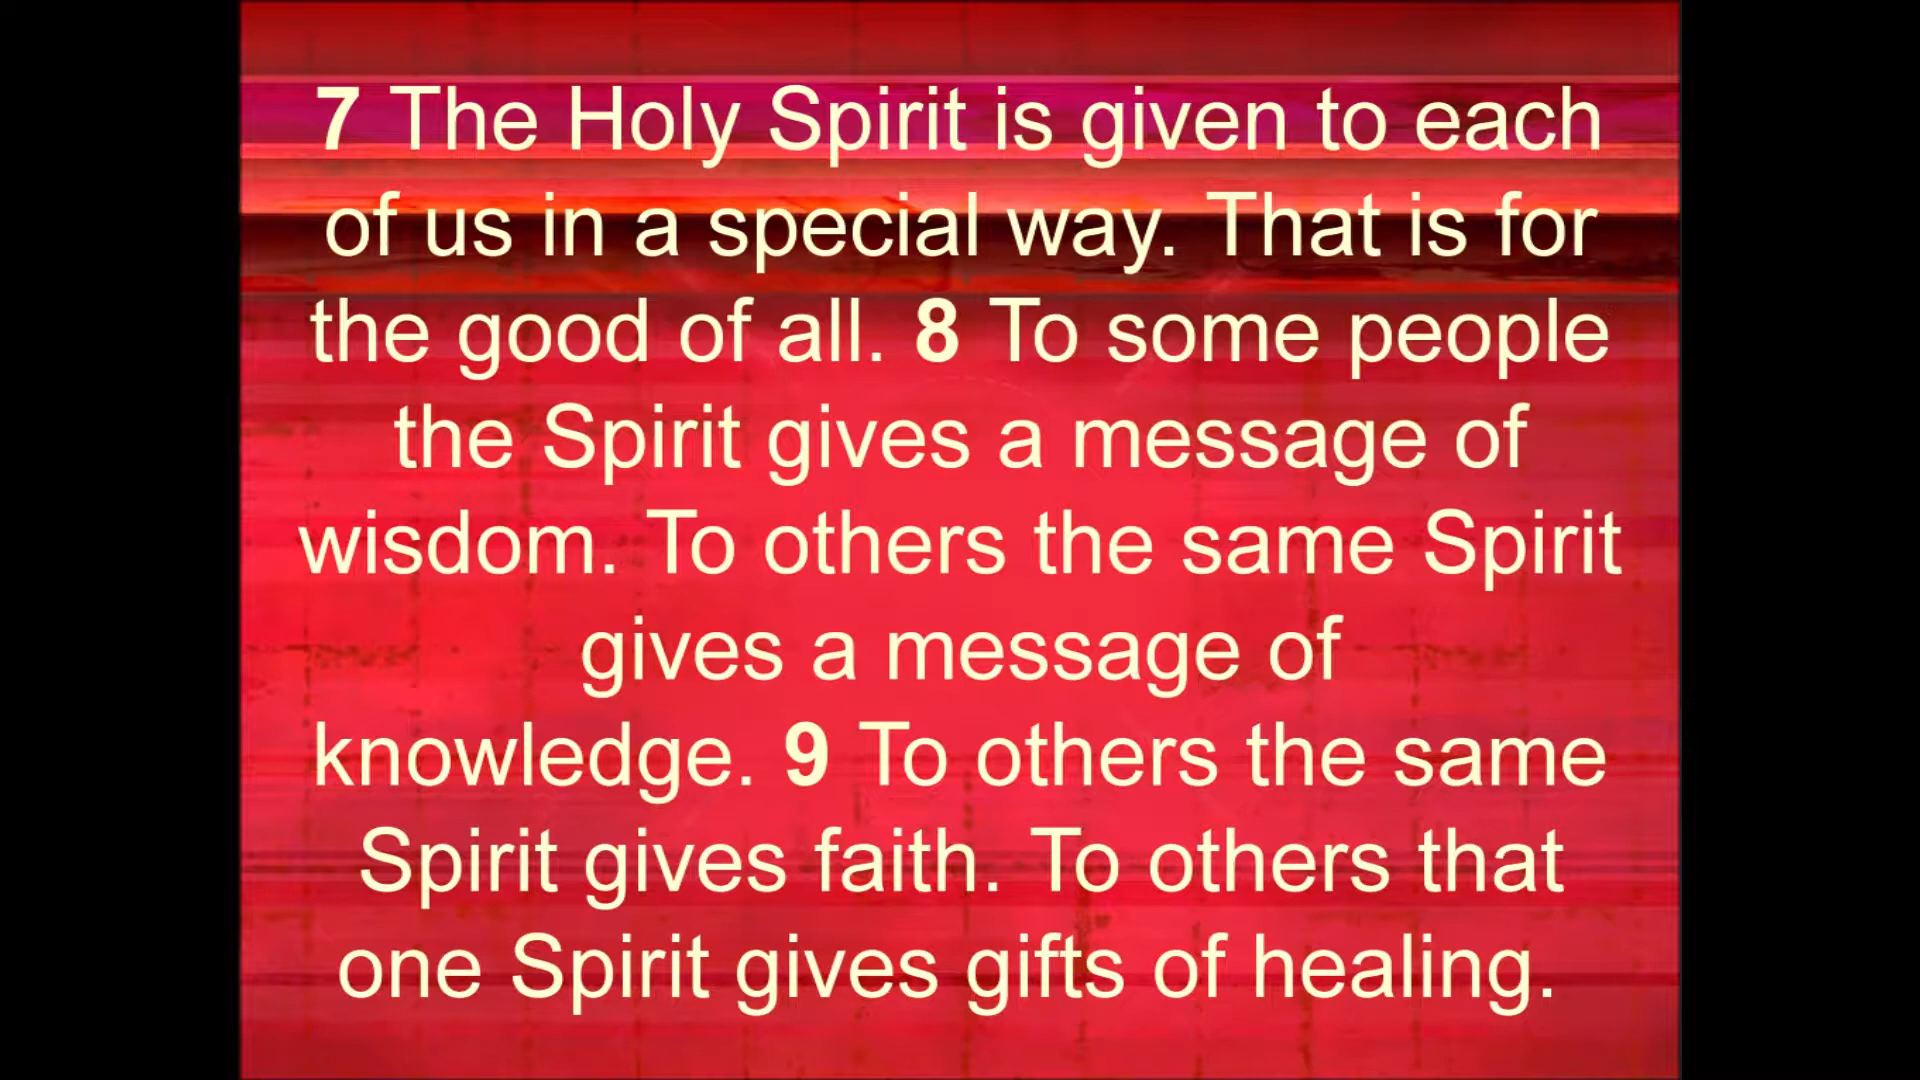 7 The Holy Spirit is given to each
of us in a special way. That is for
the good of all. 8 To some people
the Spirit gives a message of
wisdom. To others the same Spirit
gives a message of
knowledge. 9 To others the same
Spirit gives faith. To others that
one Spirit gives gifts of healing.